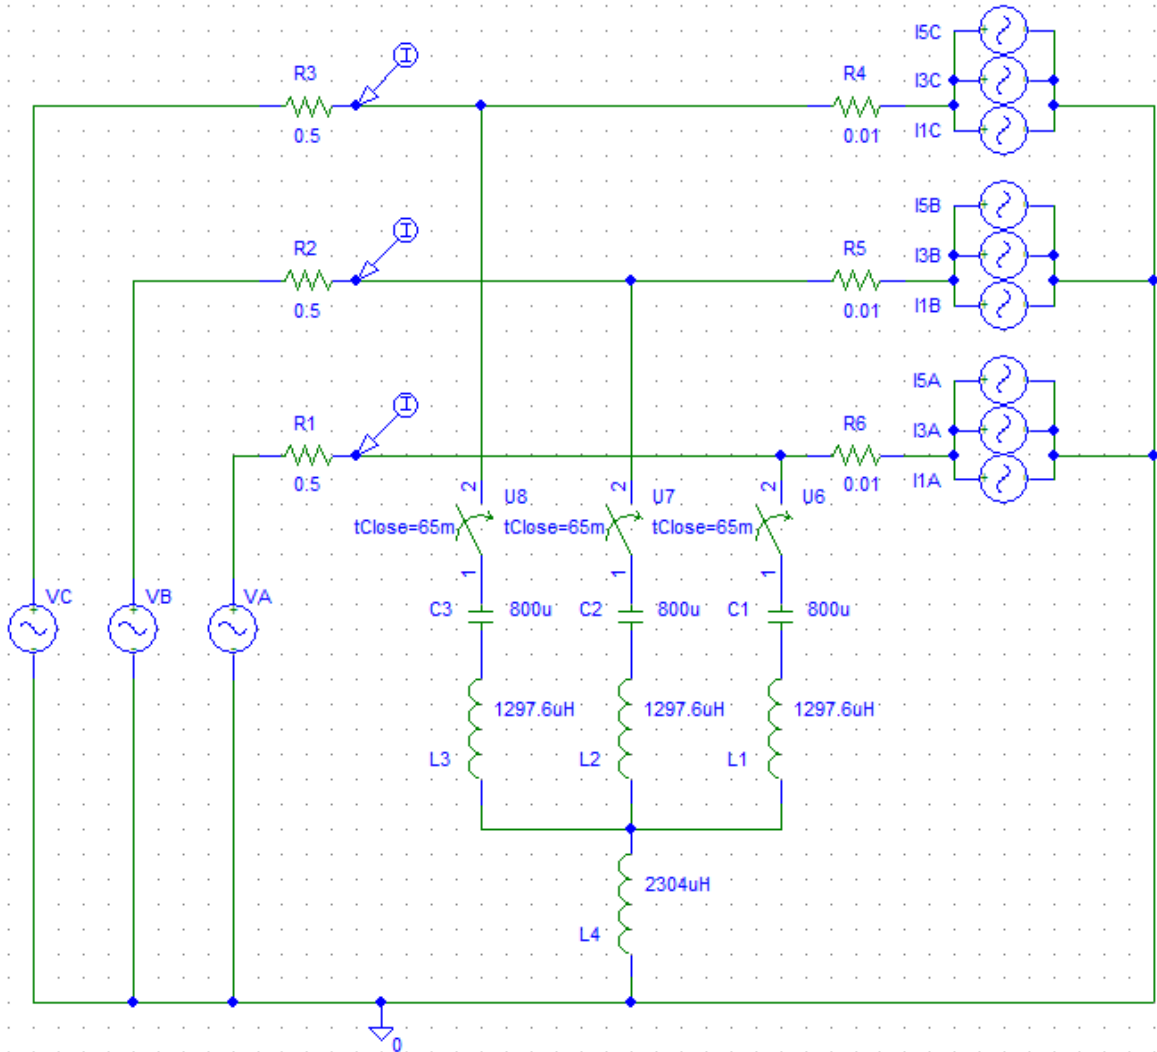 I5C
I
R3
R4
I3C
0.5
0.01
I1C
I5B
I
R2
R5
I3B
0.5
0.01
I1B
I5A
I
R1
R6
I3A
0.5
0.01
I1A
2
U8
2
U7
2
U6
tClose=65m
tClose=65m
tClose=65m
1
1
1
VC
VB
VA
C3
800u
C2
800u
C1
800u
1297.6uH
1297.6uH
1297.6uH
L3
L2
L1
2304uH
L4
0